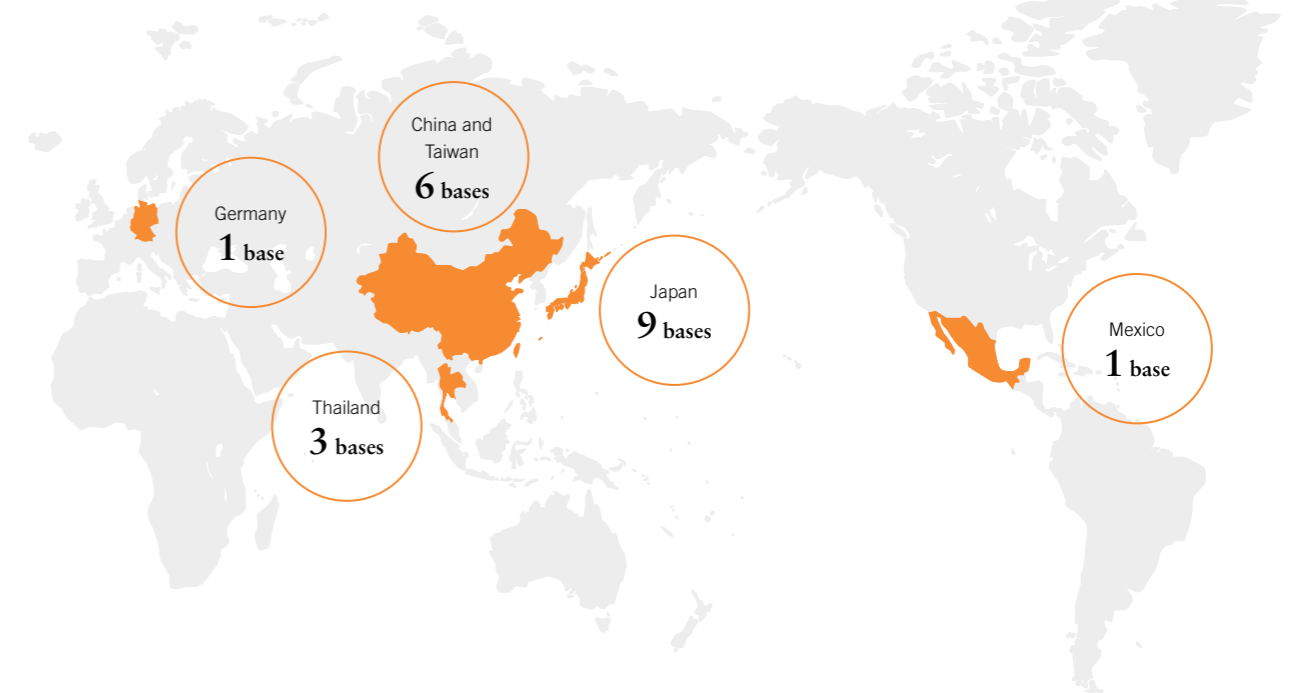 China and
Taiwan
6 bases
Germany
1 base
Japan
9 bases
Mexico
1 base
Thailand
3 bases